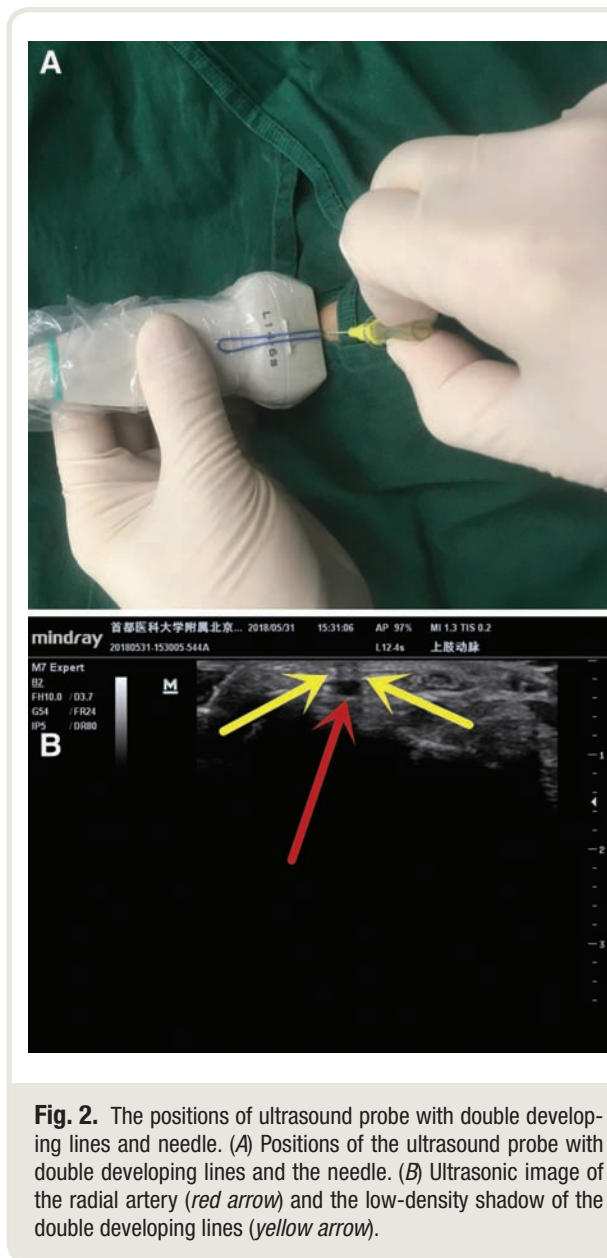 A
L14-6s
mindray
首都医科大学附属北京... 2018/05/31 15:31:06 AP 97% MI 1.3 TIS 0.2
20180531-153005-544A L12-4s 上肢动脉
M7 Expert
B2
FH10.0 / D3.7
G54 / FR24
IP5 / DR80
M
B
1
2
3
Fig. 2. The positions of ultrasound probe with double develop-
ing lines and needle. (A) Positions of the ultrasound probe with
double developing lines and the needle. (B) Ultrasonic image of
the radial artery (red arrow) and the low-density shadow of the
double developing lines (yellow arrow).